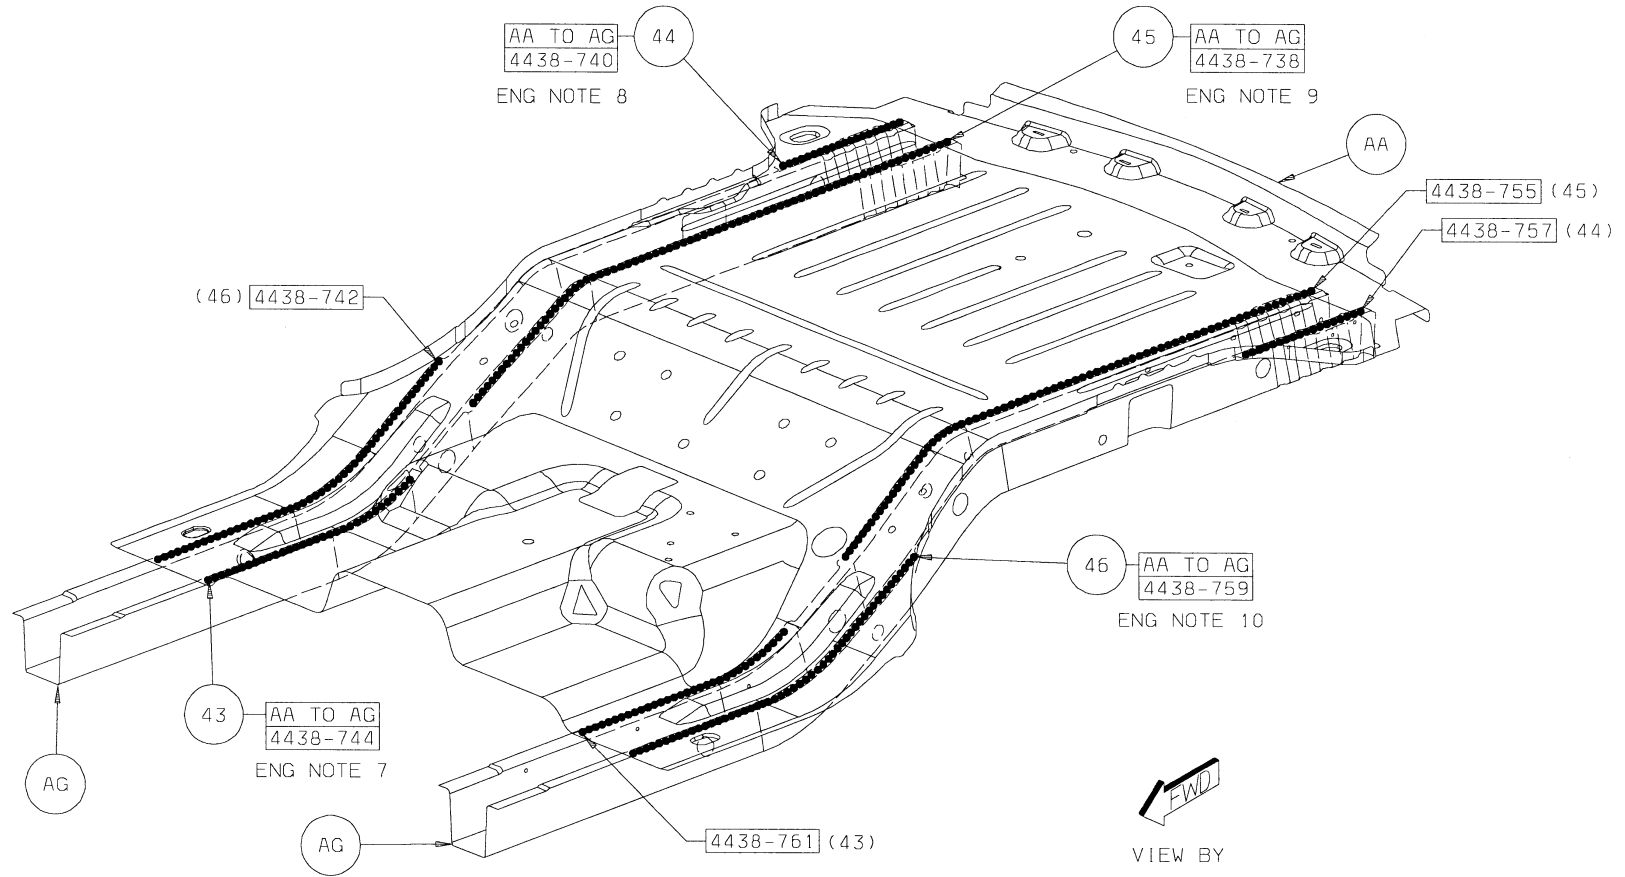 AA TO AG
4438-740
44
ENG NOTE 8
45
AA TO AG
4438-738
ENG NOTE 9
AA
4438-755 (45)
4438-757 (44)
(46) 4438-742
46
AA TO AG
4438-759
ENG NOTE 10
43
AA TO AG
4438-744
ENG NOTE 7
AG
AG
4438-761 (43)
FWD
VIEW BY